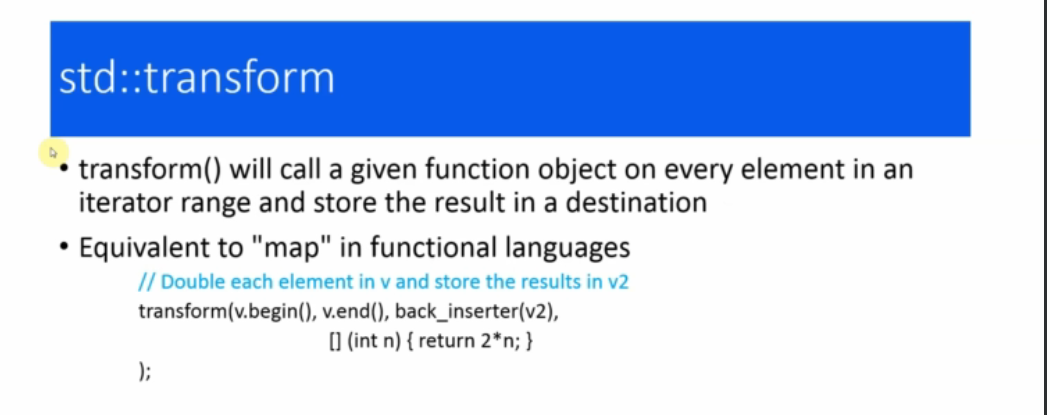 std::transform
• transform() will call a given function object on every element in an
iterator range and store the result in a destination
• Equivalent to "map" in functional languages
// Double each element in v and store the results in v2
transform(v.begin(), v.end(), back_inserter(v2),
[] (int n) { return 2*n; }
);